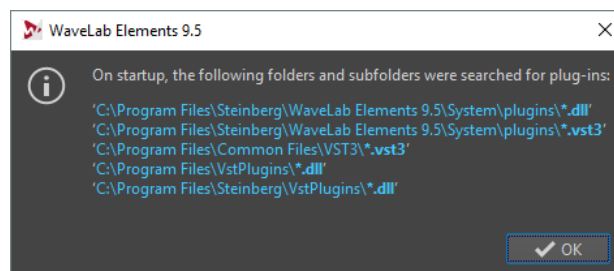 WaveLab Elements 9.5
On startup, the following folders and subfolders were searched for plug-ins:
'C:\Program Files\Steinberg\WaveLab Elements 9.5\System\plugins\*.dll'
'C:\Program Files\Steinberg\WaveLab Elements 9.5\System\plugins\*.vst3'
'C:\Program Files\Common Files\VST3\*.vst3'
'C:\Program Files\VstPlugins\*.dll'
'C:\Program Files\Steinberg\VstPlugins\*.dll'
OK